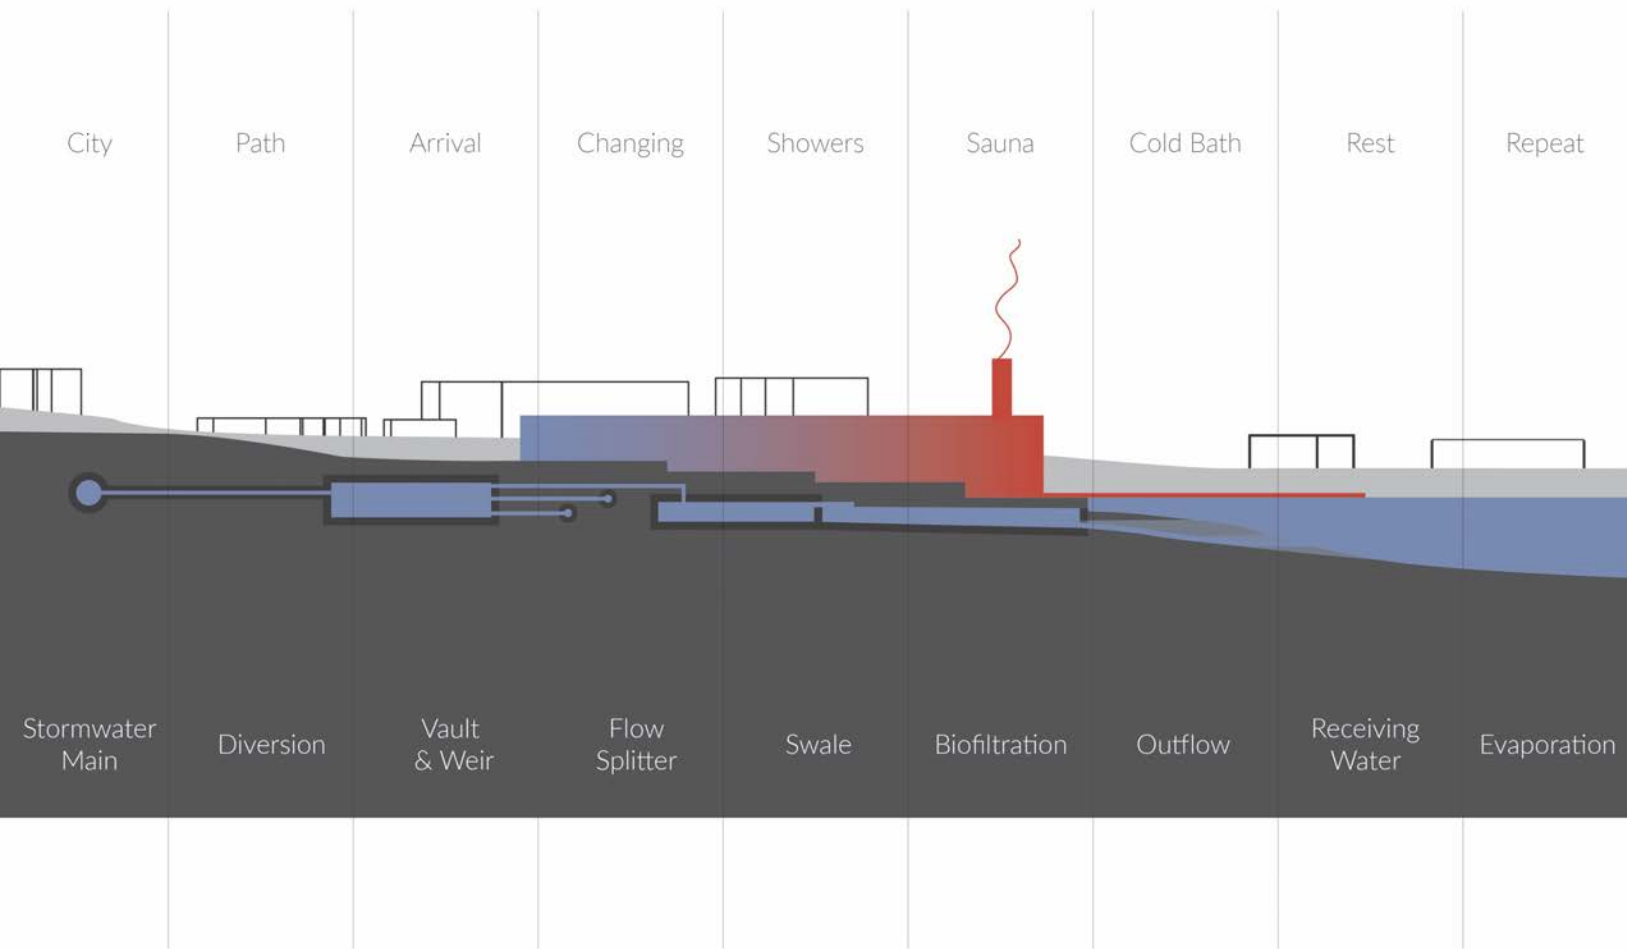 City
Path
Arrival
Changing
Showers
Sauna
Cold Bath
Rest
Repeat
Stormwater
Main
Diversion
Vault
& Weir
Flow
Splitter
Swale
Biofiltration
Outflow
Receiving
Water
Evaporation